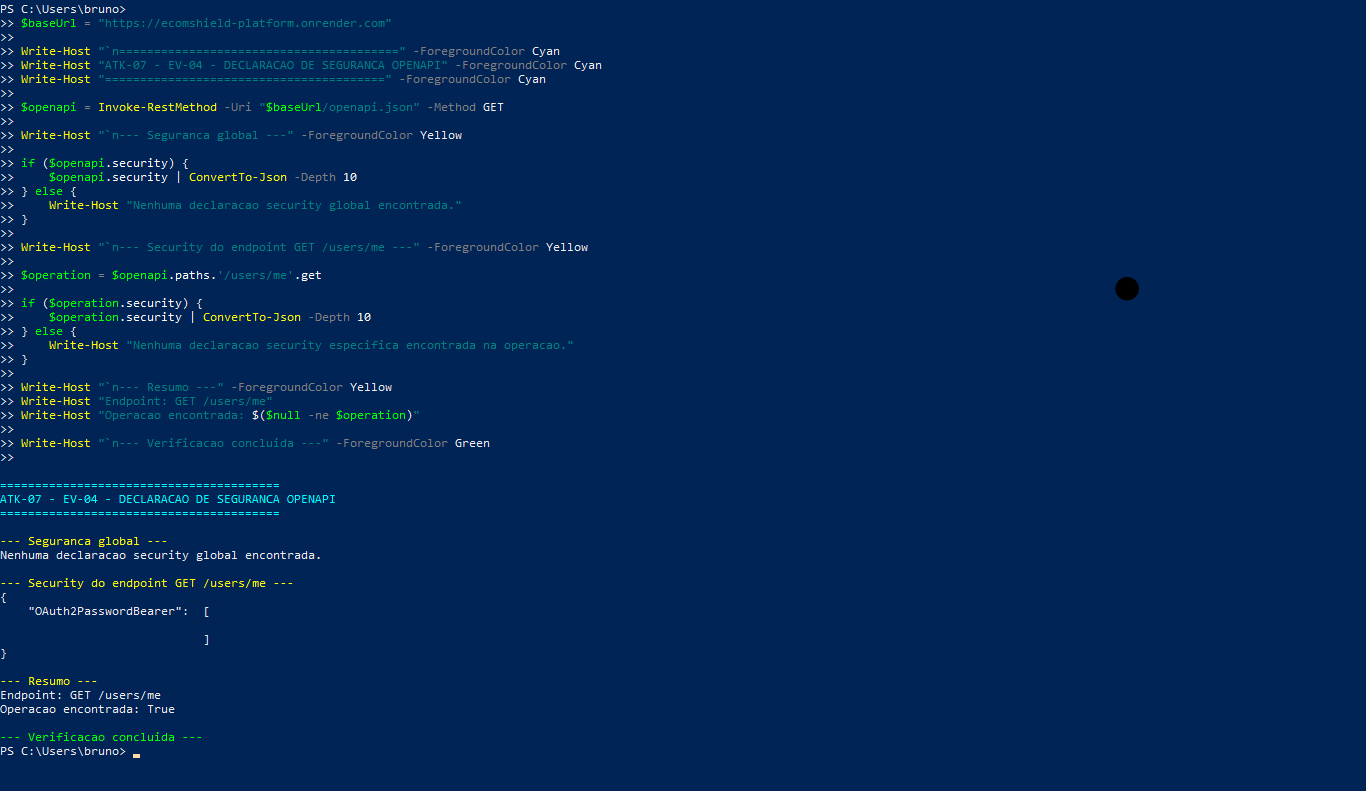 PS C:\Users\bruno>
>> $baseUrl = "https://ecomshield-platform.onrender.com"
>>
>> Write-Host "`n========================================" -ForegroundColor Cyan
>> Write-Host "ATK-07 - EV-04 - DECLARACAO DE SEGURANCA OPENAPI" -ForegroundColor Cyan
>> Write-Host "========================================" -ForegroundColor Cyan
>>
>> $openapi = Invoke-RestMethod -Uri "$baseUrl/openapi.json" -Method GET
>>
>> Write-Host "`n--- Seguranca global ---" -ForegroundColor Yellow
>>
>> if ($openapi.security) {
>>     $openapi.security | ConvertTo-Json -Depth 10
>> } else {
>>     Write-Host "Nenhuma declaracao security global encontrada."
>> }
>>
>> Write-Host "`n--- Security do endpoint GET /users/me ---" -ForegroundColor Yellow
>>
>> $operation = $openapi.paths.'/users/me'.get
>>
>> if ($operation.security) {
>>     $operation.security | ConvertTo-Json -Depth 10
>> } else {
>>     Write-Host "Nenhuma declaracao security especifica encontrada na operacao."
>> }
>>
>> Write-Host "`n--- Resumo ---" -ForegroundColor Yellow
>> Write-Host "Endpoint: GET /users/me"
>> Write-Host "Operacao encontrada: $($null -ne $operation)"
>>
>> Write-Host "`n--- Verificacao concluida ---" -ForegroundColor Green
>>

========================================
ATK-07 - EV-04 - DECLARACAO DE SEGURANCA OPENAPI
========================================

--- Seguranca global ---
Nenhuma declaracao security global encontrada.

--- Security do endpoint GET /users/me ---
{
    "OAuth2PasswordBearer":  [

                             ]
}

--- Resumo ---
Endpoint: GET /users/me
Operacao encontrada: True

--- Verificacao concluida ---
PS C:\Users\bruno>